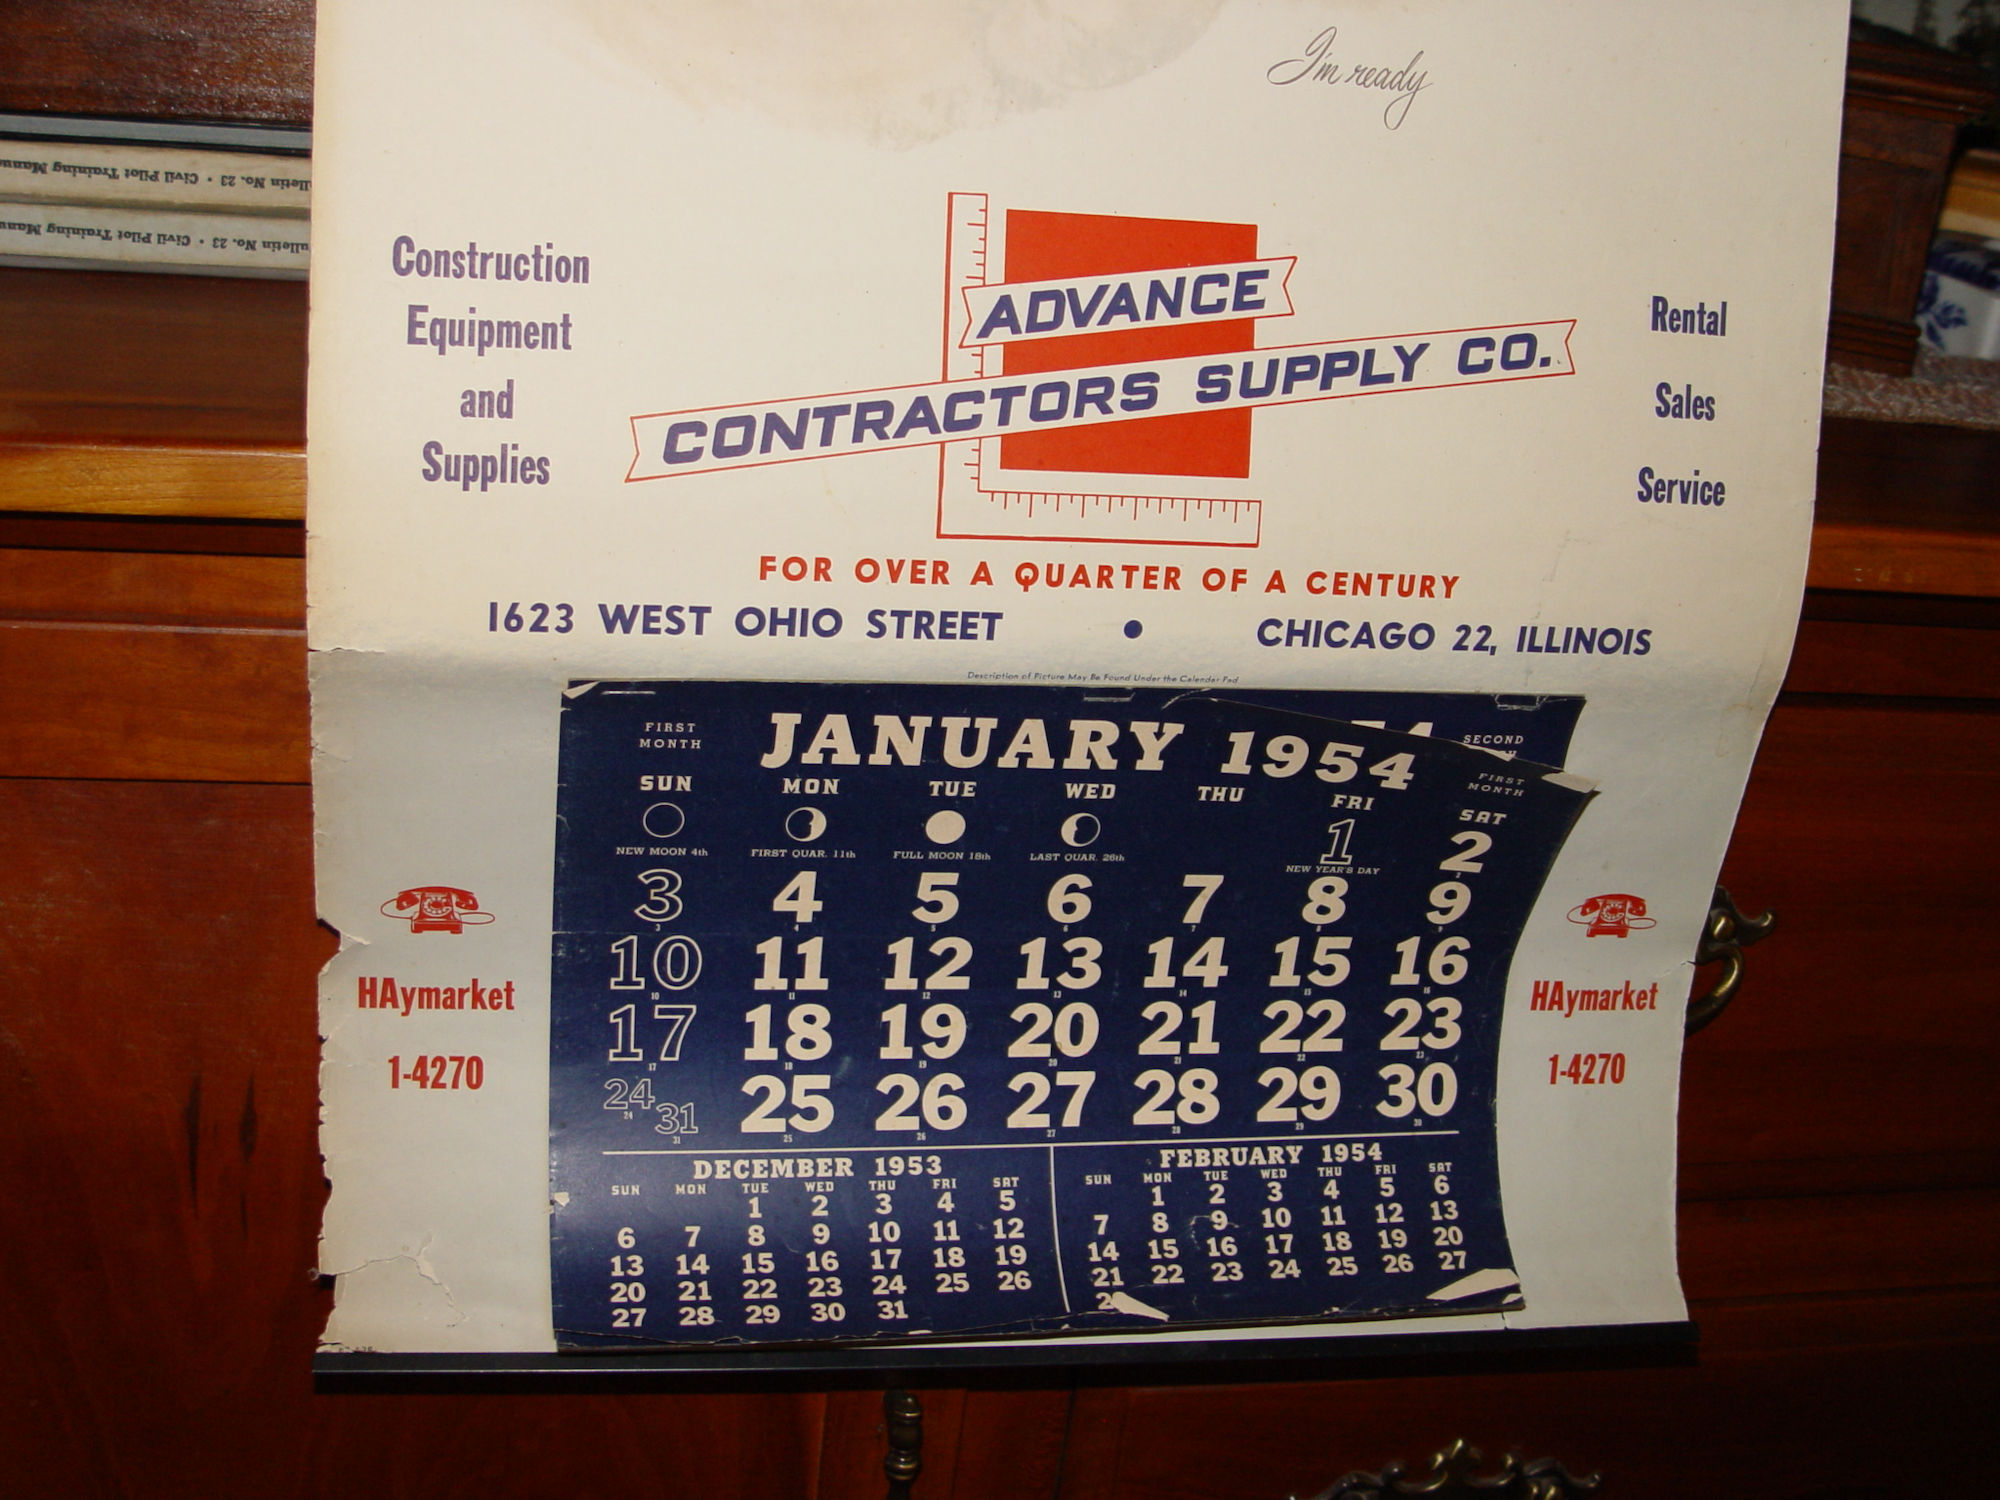 I'm ready
Bulletin No. 23 • Civil Pilot Training
Bulletin No. 23 • Civil Pilot Training
Construction
Equipment
and
Supplies
ADVANCE
CONTRACTORS SUPPLY CO.
Rental
Sales
Service
FOR OVER A QUARTER OF A CENTURY
1623 WEST OHIO STREET • CHICAGO 22, ILLINOIS
Description of Picture May Be Found Under the Calendar Pad
HAymarket
1-4270
FIRST
MONTH
JANUARY 1954
SECOND
FIRST
MONTH
SUN MON TUE WED THU FRI SAT
NEW MOON 4th FIRST QUAR. 11th FULL MOON 18th LAST QUAR. 26th 1 2
NEW YEAR'S DAY
3 4 5 6 7 8 9
10 11 12 13 14 15 16
17 18 19 20 21 22 23
24 31 25 26 27 28 29 30
DECEMBER 1953
SUN MON TUE WED THU FRI SAT
1 2 3 4 5
6 7 8 9 10 11 12
13 14 15 16 17 18 19
20 21 22 23 24 25 26
27 28 29 30 31
FEBRUARY 1954
SUN MON TUE WED THU FRI SAT
1 2 3 4 5 6
7 8 9 10 11 12 13
14 15 16 17 18 19 20
21 22 23 24 25 26 27
HAymarket
1-4270